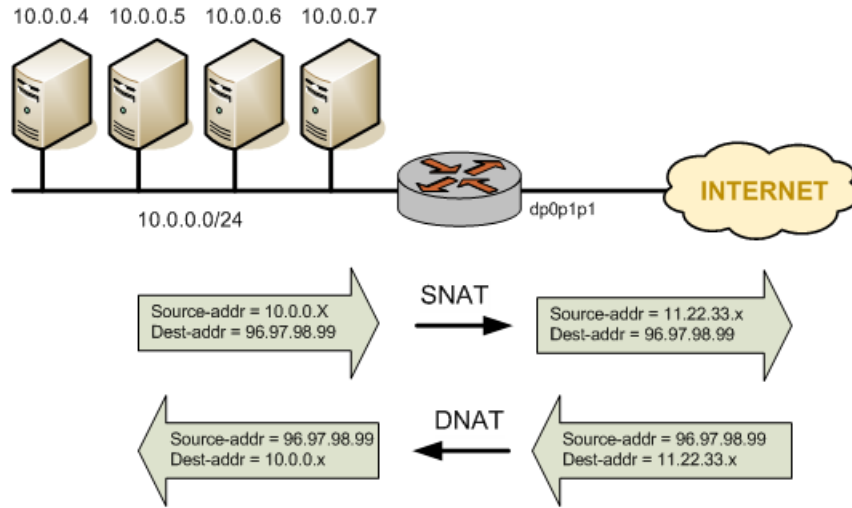 10.0.0.4 10.0.0.5 10.0.0.6 10.0.0.7
INTERNET
dp0p1p1
10.0.0.0/24
SNAT
Source-addr = 10.0.0.X
Dest-addr = 96.97.98.99
Source-addr = 11.22.33.x
Dest-addr = 96.97.98.99
DNAT
Source-addr = 96.97.98.99
Dest-addr = 10.0.0.x
Source-addr = 96.97.98.99
Dest-addr = 11.22.33.x